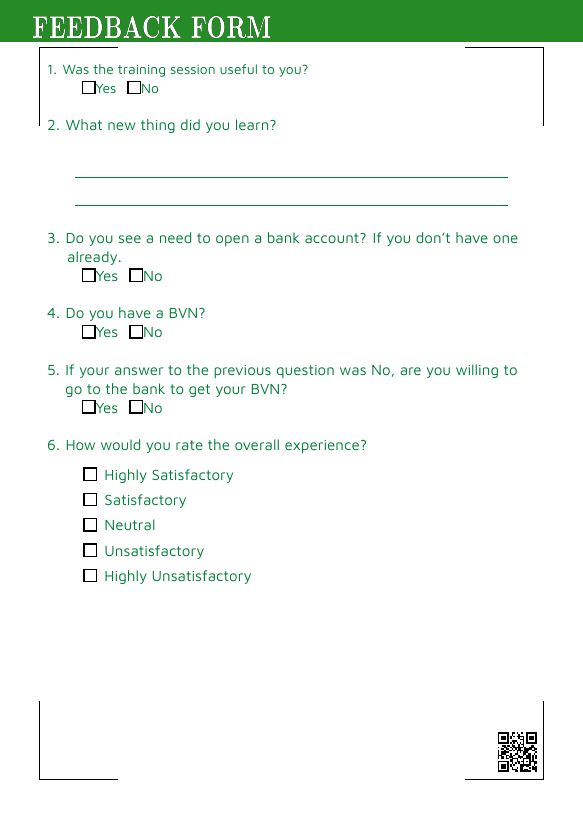 FEEDBACK FORM
1. Was the training session useful to you?
Yes No
2. What new thing did you learn?
3. Do you see a need to open a bank account? If you don't have one
already.
Yes No
4. Do you have a BVN?
Yes No
5. If your answer to the previous question was No, are you willing to
go to the bank to get your BVN?
Yes No
6. How would you rate the overall experience?
Highly Satisfactory
Satisfactory
Neutral
Unsatisfactory
Highly Unsatisfactory